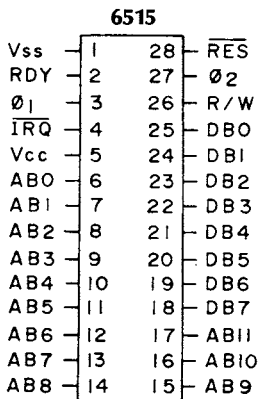 6515
Vss 1 28 R̅E̅S̅
RDY 2 27 Ø2
Ø1 3 26 R/W
I̅R̅Q̅ 4 25 DB0
Vcc 5 24 DB1
AB0 6 23 DB2
AB1 7 22 DB3
AB2 8 21 DB4
AB3 9 20 DB5
AB4 10 19 DB6
AB5 11 18 DB7
AB6 12 17 AB11
AB7 13 16 AB10
AB8 14 15 AB9